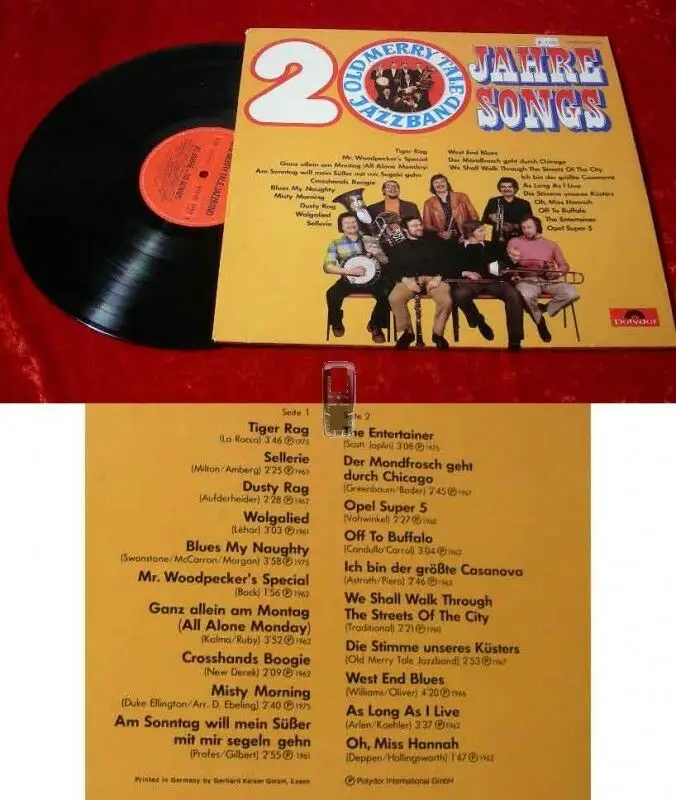 20
OLD MERRY TALE
JAZZBAND
JAHRE
SONGS
Tiger Rag
Mr. Woodpecker's Special
Ganz allein am Montag (All Alone Monday)
Am Sonntag will mein Süßer mit mir segeln gehn
Crosshands Boogie
Blues My Naughty
Misty Morning
Dusty Rag
Wolgalied
Sellerie
West End Blues
Der Mondfrosch geht durch Chicago
We Shall Walk Through The Streets Of The City
Ich bin der größte Casanova
As Long As I Live
Die Stimme unseres Küsters
Oh, Miss Hannah
Off To Buffalo
The Entertainer
Opel Super 5
Polydor
Seite 1
Tiger Rag
(La Rocca) 3'46 Ⓟ 1975
Sellerie
(Milton/Amberg) 2'25 Ⓟ 1963
Dusty Rag
(Aufderheider) 2'28 Ⓟ 1962
Wolgalied
(Léhar) 3'03 Ⓟ 1961
Blues My Naughty
(Swanstone/McCarron/Morgan) 3'58 Ⓟ 1975
Mr. Woodpecker's Special
(Bock) 1'56 Ⓟ 1962
Ganz allein am Montag
(All Alone Monday)
(Kalma/Ruby) 3'52 Ⓟ 1962
Crosshands Boogie
(New Derek) 2'09 Ⓟ 1962
Misty Morning
(Duke Ellington/Arr. D. Ebeling) 2'40 Ⓟ 1975
Am Sonntag will mein Süßer
mit mir segeln gehn
(Profes/Gilbert) 2'55 Ⓟ 1961
Seite 2
The Entertainer
(Scott Joplin) 3'08 Ⓟ 1975
Der Mondfrosch geht
durch Chicago
(Greenbaum/Bader) 2'45 Ⓟ 1967
Opel Super 5
(Vohwinkel) 2'27 Ⓟ 1960
Off To Buffalo
(Condullo/Carrol) 3'04 Ⓟ 1962
Ich bin der größte Casanova
(Astroth/Piero) 2'46 Ⓟ 1963
We Shall Walk Through
The Streets Of The City
(Traditional) 2'21 Ⓟ 1960
Die Stimme unseres Küsters
(Old Merry Tale Jazzband) 2'53 Ⓟ 1967
West End Blues
(Williams/Oliver) 4'20 Ⓟ 1966
As Long As I Live
(Arlen/Koehler) 3'37 Ⓟ 1962
Oh, Miss Hannah
(Deppen/Hollingsworth) 1'47 Ⓟ 1962
Printed in Germany by Gerhard Kaiser GmbH, Essen
Ⓟ Polydor International GmbH